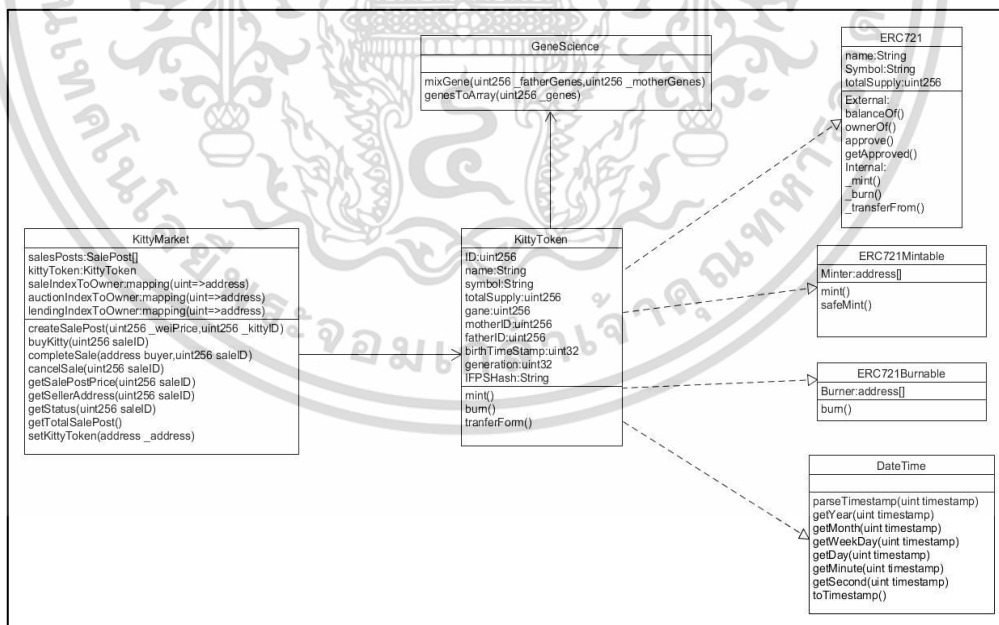 GeneScience
mixGene(uint256 _fatherGenes,uint256 _motherGenes)
genesToArray(uint256 _genes)
ERC721
name:String
Symbol:String
totalSupply:uint256
External:
balanceOf()
ownerOf()
approve()
getApproved()
Internal:
_mint()
_burn()
_transferFrom()
KittyMarket
salesPosts:SalePost[]
kittyToken:KittyToken
saleIndexToOwner:mapping(uint=>address)
auctionIndexToOwner:mapping(uint=>address)
lendingIndexToOwner:mapping(uint=>address)
createSalePost(uint256 _weiPrice,uint256 _kittyID)
buyKitty(uint256 saleID)
completeSale(address buyer,uint256 saleID)
cancelSale(uint256 saleID)
getSalePostPrice(uint256 saleID)
getSellerAddress(uint256 saleID)
getStatus(uint256 saleID)
getTotalSalePost()
setKittyToken(address _address)
KittyToken
ID:uint256
name:String
symbol:String
totalSupply:uint256
gane:uint256
motherID:uint256
fatherID:uint256
birthTimeStamp:uint32
generation:uint32
IFPSHash:String
mint()
burn()
tranferForm()
ERC721Mintable
Minter:address[]
mint()
safeMint()
ERC721Burnable
Burner:address[]
burn()
DateTime
parseTimestamp(uint timestamp)
getYear(uint timestamp)
getMonth(uint timestamp)
getWeekDay(uint timestamp)
getDay(uint timestamp)
getMinute(uint timestamp)
getSecond(uint timestamp)
toTimestamp()